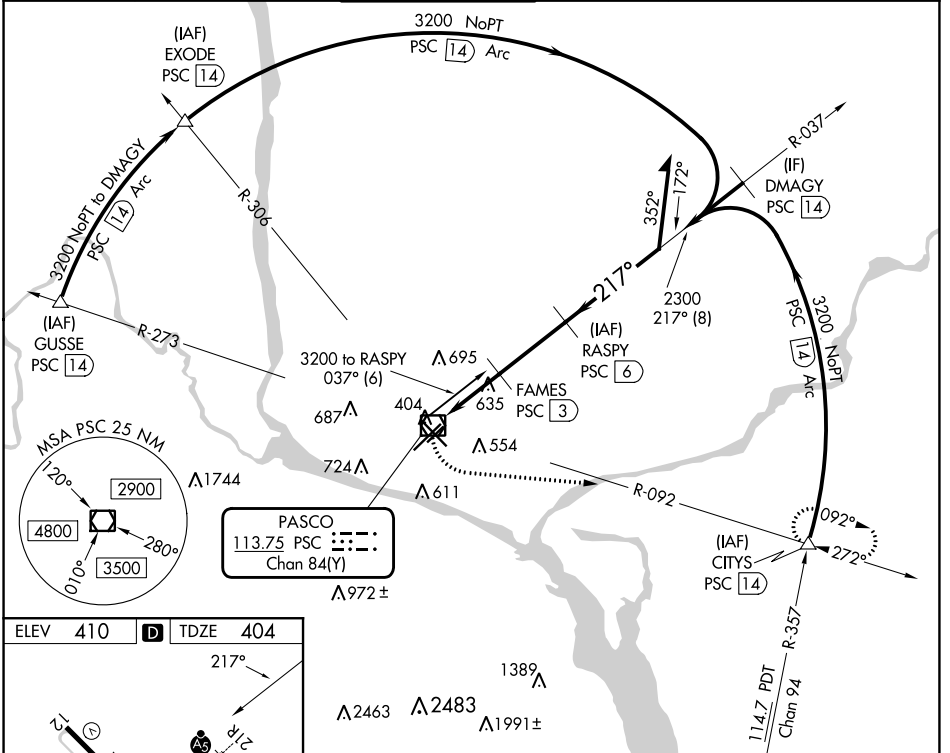 3200 NoPT
PSC 14 Arc
(IAF)
EXODE
PSC 14
3200 NoPT to DMAGY
PSC 14 Arc
R-306
R-037
(IF)
DMAGY
PSC 14
352°
172°
217°
2300
217° (8)
(IAF)
GUSSE
PSC 14
R-273
3200 to RASPY
037° (6)
695
(IAF)
RASPY
PSC 6
3200 NoPT
PSC 14 Arc
FAMES
PSC 3
687
404
635
554
724
611
MSA PSC 25 NM
120°
2900
4800
280°
3500
010°
1744
PASCO
113.75 PSC
Chan 84(Y)
972 ±
R-092
092°
272°
(IAF)
CITYS
PSC 14
R-357
114.7 PDT
Chan 94
ELEV 410 D TDZE 404
217°
12
V
A5
21R
1389
2463
2483
1991±